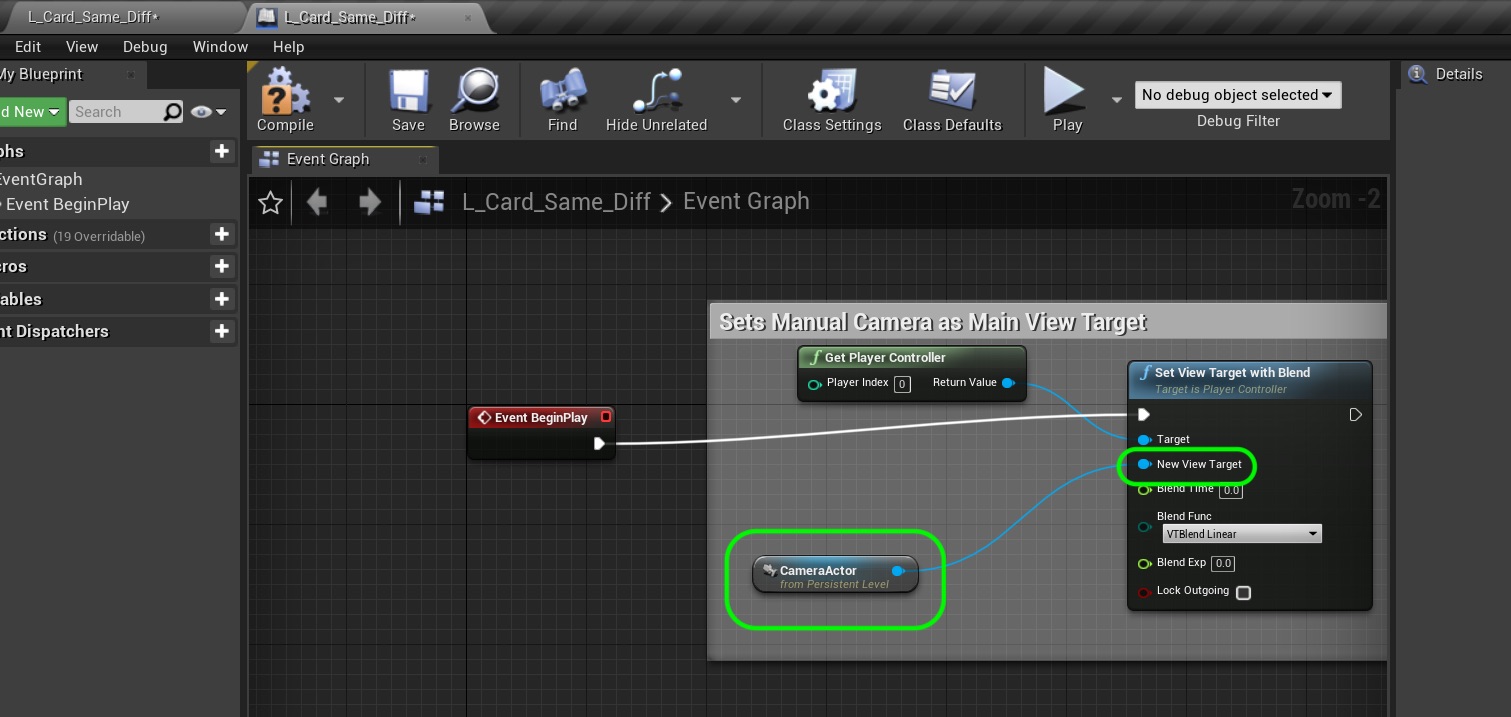 L_Card_Same_Diff*
L_Card_Same_Diff*
Edit View Debug Window Help
My Blueprint
d New
Search
Compile
Save
Browse
Find
Hide Unrelated
Class Settings
Class Defaults
Play
No debug object selected
Debug Filter
Details
phs
EventGraph
Event BeginPlay
ctions (19 Overridable)
cros
ables
nt Dispatchers
Event Graph
L_Card_Same_Diff > Event Graph
Zoom -2
Sets Manual Camera as Main View Target
f Get Player Controller
Player Index 0 Return Value
Event BeginPlay
f Set View Target with Blend
Target is Player Controller
Target
New View Target
Blend Time 0.0
Blend Func
VTBlend Linear
Blend Exp 0.0
Lock Outgoing
CameraActor
from Persistent Level